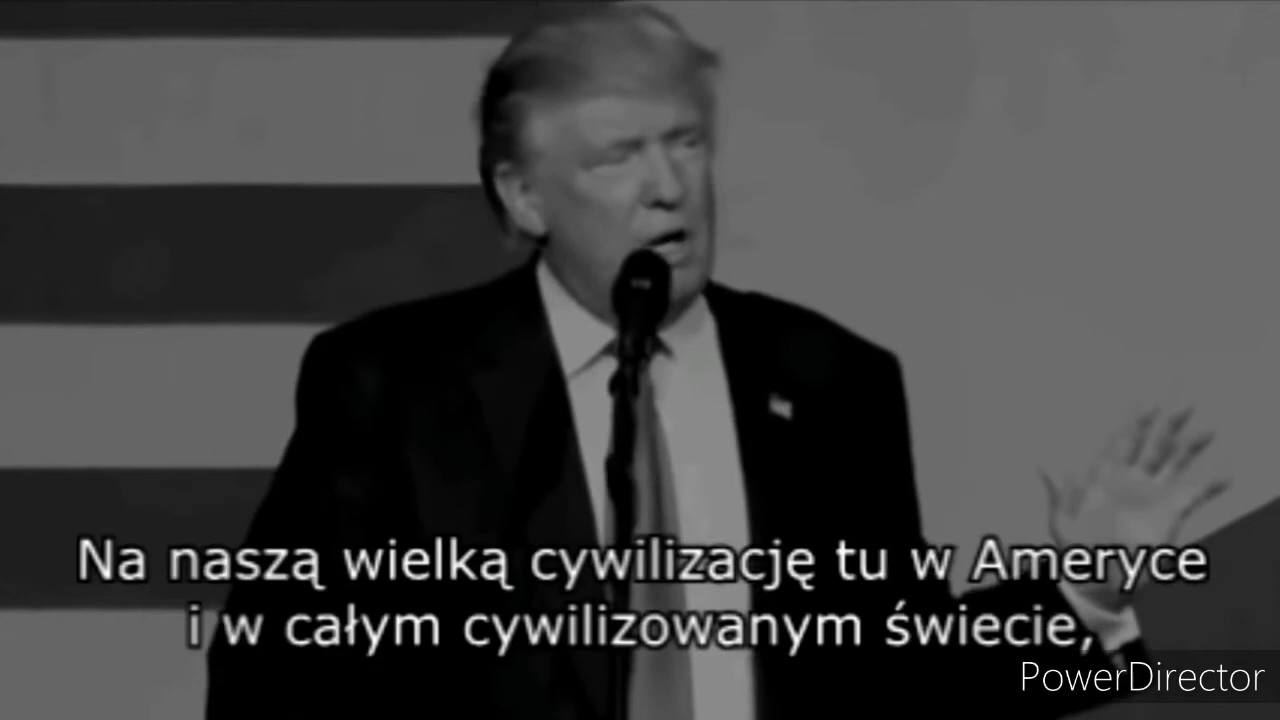 Na naszą wielką cywilizację tu w Ameryce
i w całym cywilizowanym świecie,
PowerDirector